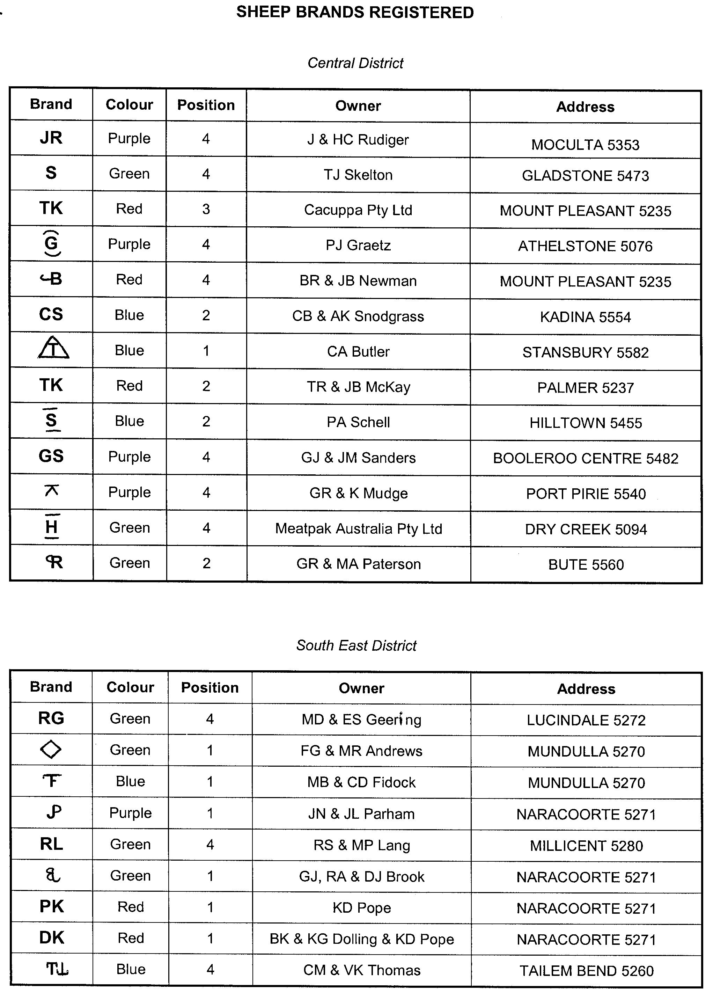 SHEEP BRANDS REGISTERED
Central District
Brand Colour Position Owner Address
JR Purple 4 J & HC Rudiger MOCULTA 5353
S Green 4 TJ Skelton GLADSTONE 5473
TK Red 3 Cacuppa Pty Ltd MOUNT PLEASANT 5235
G Purple 4 PJ Graetz ATHELSTONE 5076
B Red 4 BR & JB Newman MOUNT PLEASANT 5235
CS Blue 2 CB & AK Snodgrass KADINA 5554
T Blue 1 CA Butler STANSBURY 5582
TK Red 2 TR & JB McKay PALMER 5237
S Blue 2 PA Schell HILLTOWN 5455
GS Purple 4 GJ & JM Sanders BOOLEROO CENTRE 5482
Purple 4 GR & K Mudge PORT PIRIE 5540
H Green 4 Meatpak Australia Pty Ltd DRY CREEK 5094
R Green 2 GR & MA Paterson BUTE 5560
South East District
Brand Colour Position Owner Address
RG Green 4 MD & ES Geering LUCINDALE 5272
Green 1 FG & MR Andrews MUNDULLA 5270
TF Blue 1 MB & CD Fidock MUNDULLA 5270
JP Purple 1 JN & JL Parham NARACOORTE 5271
RL Green 4 RS & MP Lang MILLICENT 5280
Green 1 GJ, RA & DJ Brook NARACOORTE 5271
PK Red 1 KD Pope NARACOORTE 5271
DK Red 1 BK & KG Dolling & KD Pope NARACOORTE 5271
Blue 4 CM & VK Thomas TAILEM BEND 5260